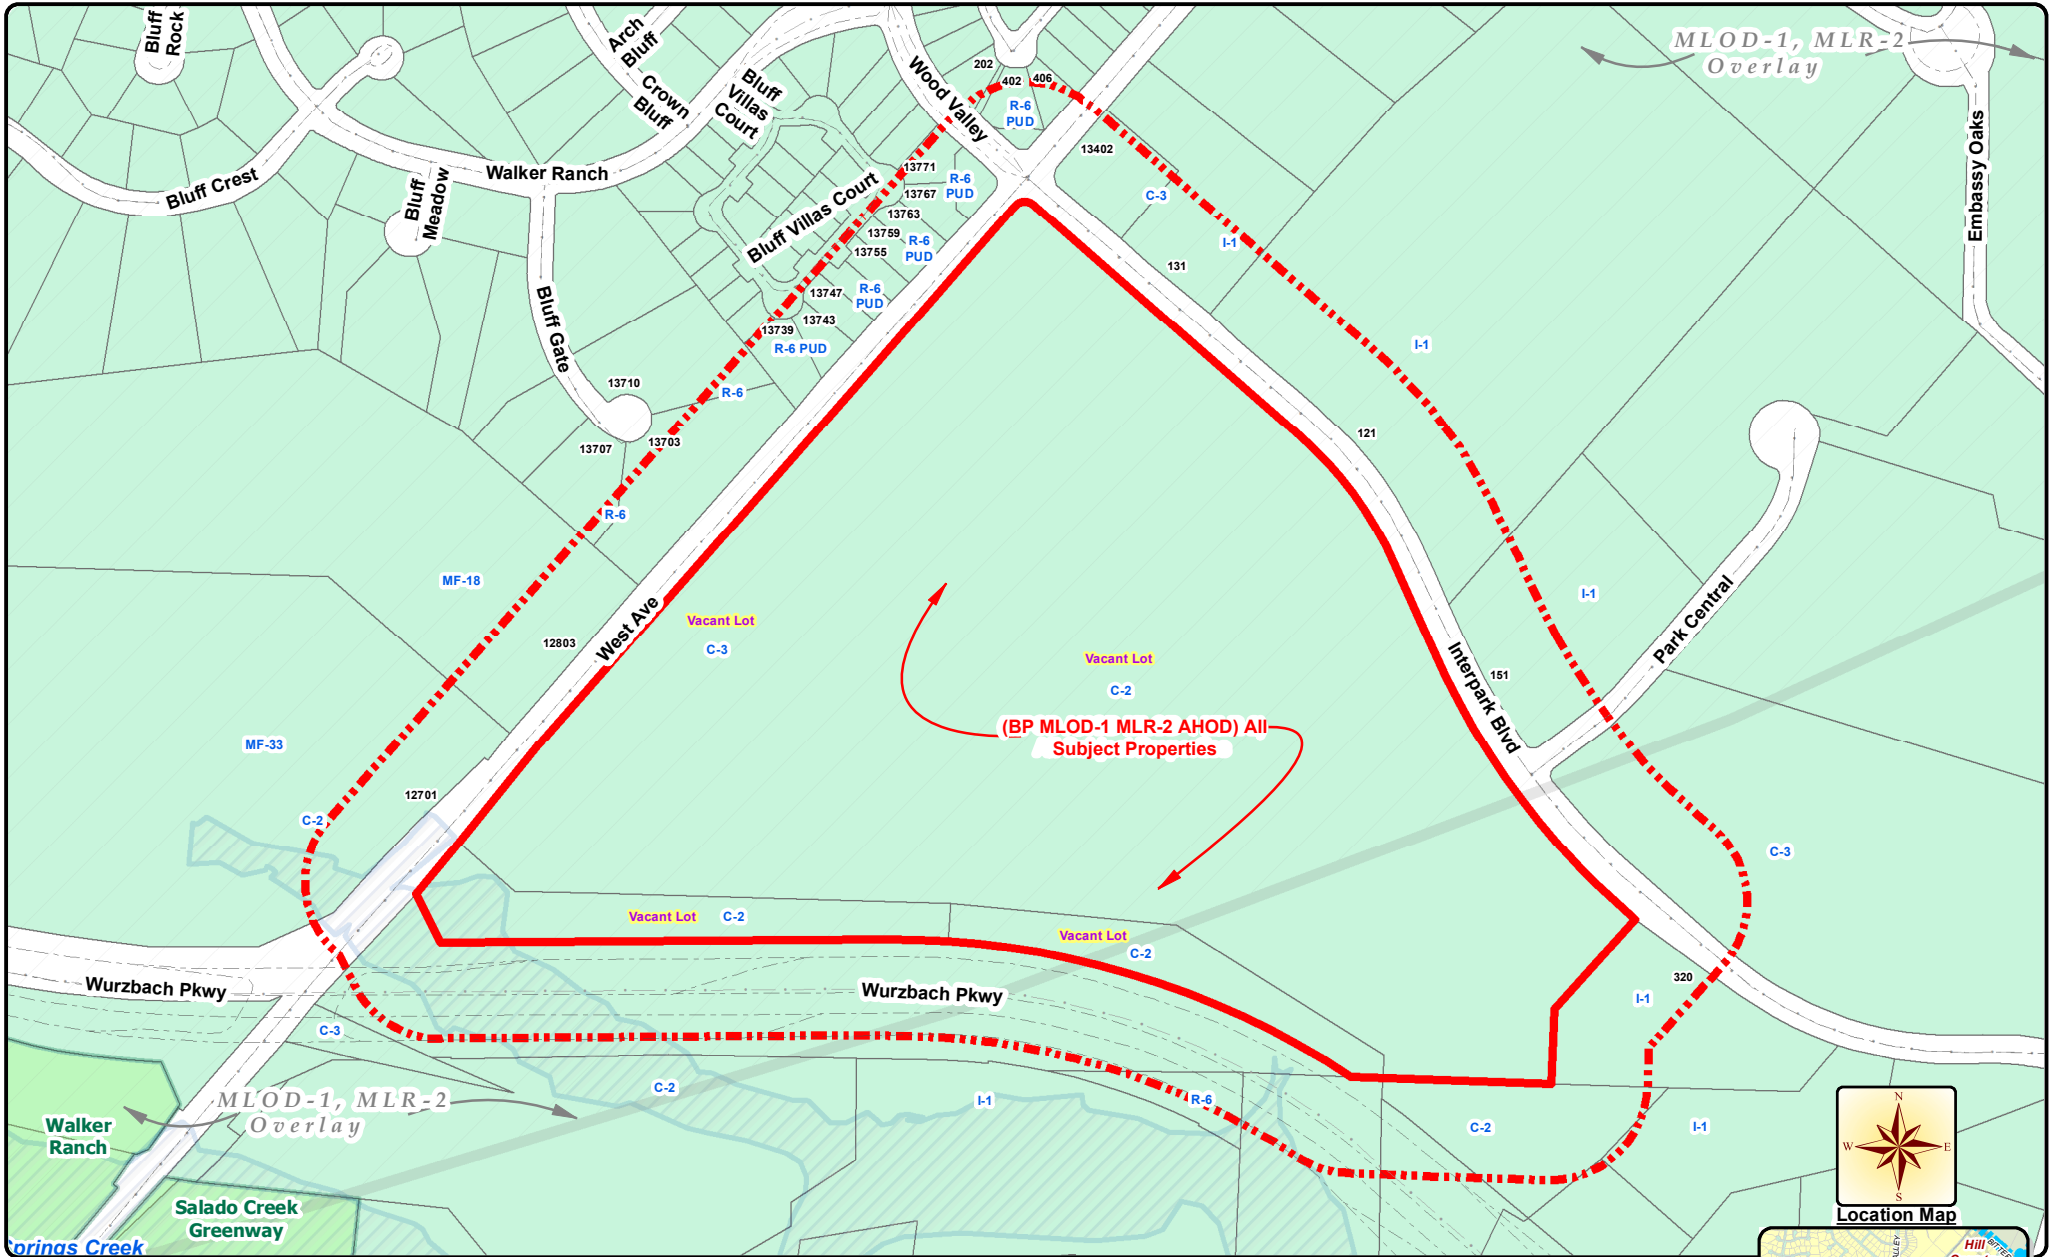 Bluff
Rock
Arch
Bluff
Crown
Bluff
Bluff
Villas
Court
Wood Valley
202
402
406
R-6
PUD
MLOD-1, MLR-2
Overlay
Embassy Oaks
Bluff Crest
Bluff
Meadow
Walker Ranch
Bluff Villas Court
13771
13767
R-6
PUD
13763
13759
13755
R-6
PUD
13402
C-3
I-1
131
13747
R-6
PUD
13743
13739
R-6 PUD
Bluff Gate
I-1
13710
R-6
13707
13703
121
R-6
MF-18
12803
West Ave
Vacant Lot
C-3
Vacant Lot
C-2
(BP MLOD-1 MLR-2 AHOD) All
Subject Properties
I-1
Park Central
Interpark Blvd
151
MF-33
12701
C-2
C-3
Vacant Lot
C-2
Vacant Lot
C-2
Wurzbach Pkwy
Wurzbach Pkwy
320
I-1
C-3
C-2
MLOD-1, MLR-2
Overlay
I-1
R-6
C-2
I-1
Walker
Ranch
Salado Creek
Greenway
Springs Creek
N
W
E
S
Location Map
Hill